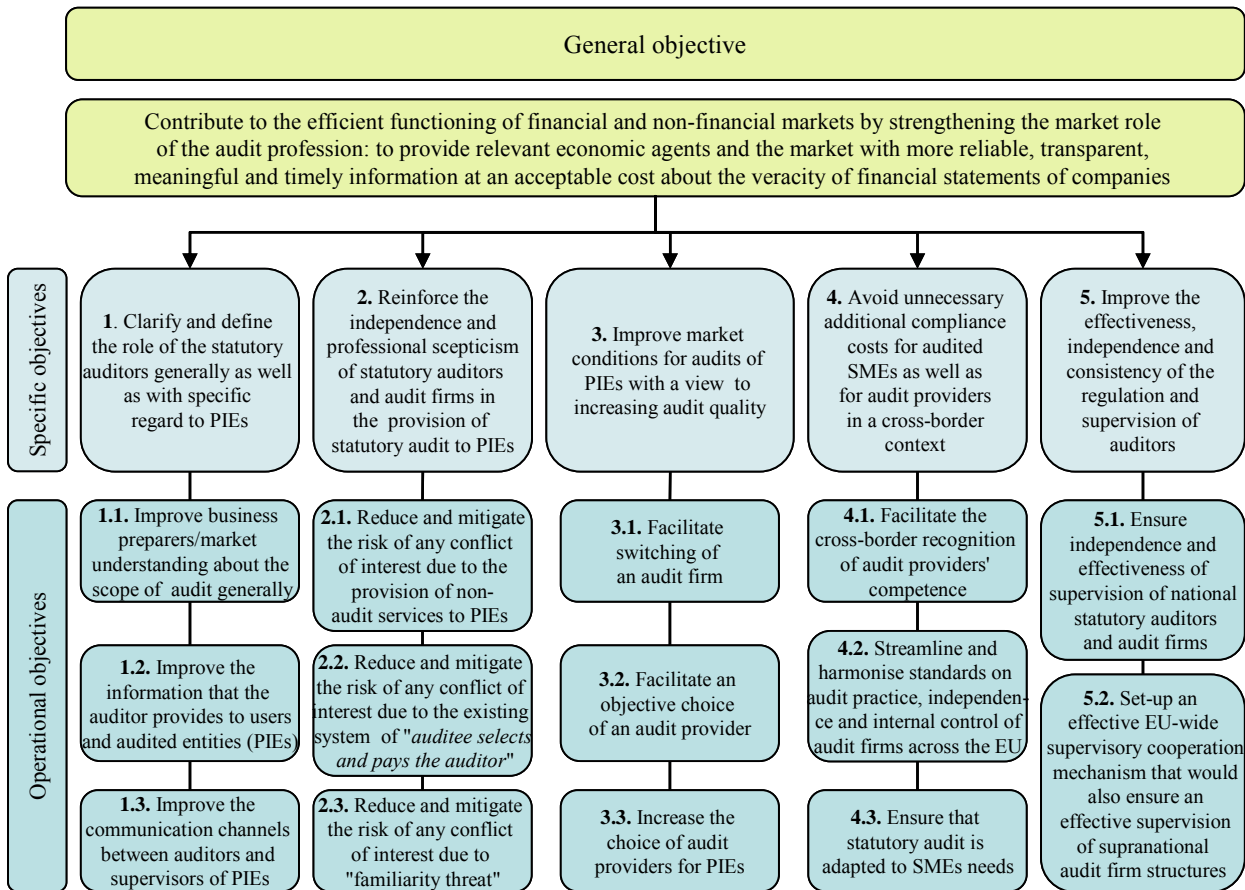 General objective
Contribute to the efficient functioning of financial and non-financial markets by strengthening the market role
of the audit profession: to provide relevant economic agents and the market with more reliable, transparent,
meaningful and timely information at an acceptable cost about the veracity of financial statements of companies
Specific objectives
1. Clarify and define
the role of the statutory
auditors generally as well
as with specific
regard to PIEs
2. Reinforce the
independence and
professional scepticism
of statutory auditors
and audit firms in
the provision of
statutory audit to PIEs
3. Improve market
conditions for audits of
PIEs with a view to
increasing audit quality
4. Avoid unnecessary
additional compliance
costs for audited
SMEs as well as
for audit providers
in a cross-border
context
5. Improve the
effectiveness,
independence and
consistency of the
regulation and
supervision of
auditors
Operational objectives
1.1. Improve business
preparers/market
understanding about the
scope of audit generally
1.2. Improve the
information that the
auditor provides to users
and audited entities (PIEs)
1.3. Improve the
communication channels
between auditors and
supervisors of PIEs
2.1. Reduce and mitigate
the risk of any conflict
of interest due to the
provision of non-
audit services to PIEs
2.2. Reduce and mitigate
the risk of any conflict of
interest due to the existing
system of "auditee selects
and pays the auditor"
2.3. Reduce and mitigate
the risk of any conflict
of interest due to
"familiarity threat"
3.1. Facilitate
switching of
an audit firm
3.2. Facilitate an
objective choice
of an audit provider
3.3. Increase the
choice of audit
providers for PIEs
4.1. Facilitate the
cross-border recognition
of audit providers'
competence
4.2. Streamline and
harmonise standards on
audit practice, independen-
ce and internal control of
audit firms across the EU
4.3. Ensure that
statutory audit is
adapted to SMEs needs
5.1. Ensure
independence and
effectiveness of
supervision of national
statutory auditors
and audit firms
5.2. Set-up an
effective EU-wide
supervisory cooperation
mechanism that would
also ensure an
effective supervision
of supranational
audit firm structures